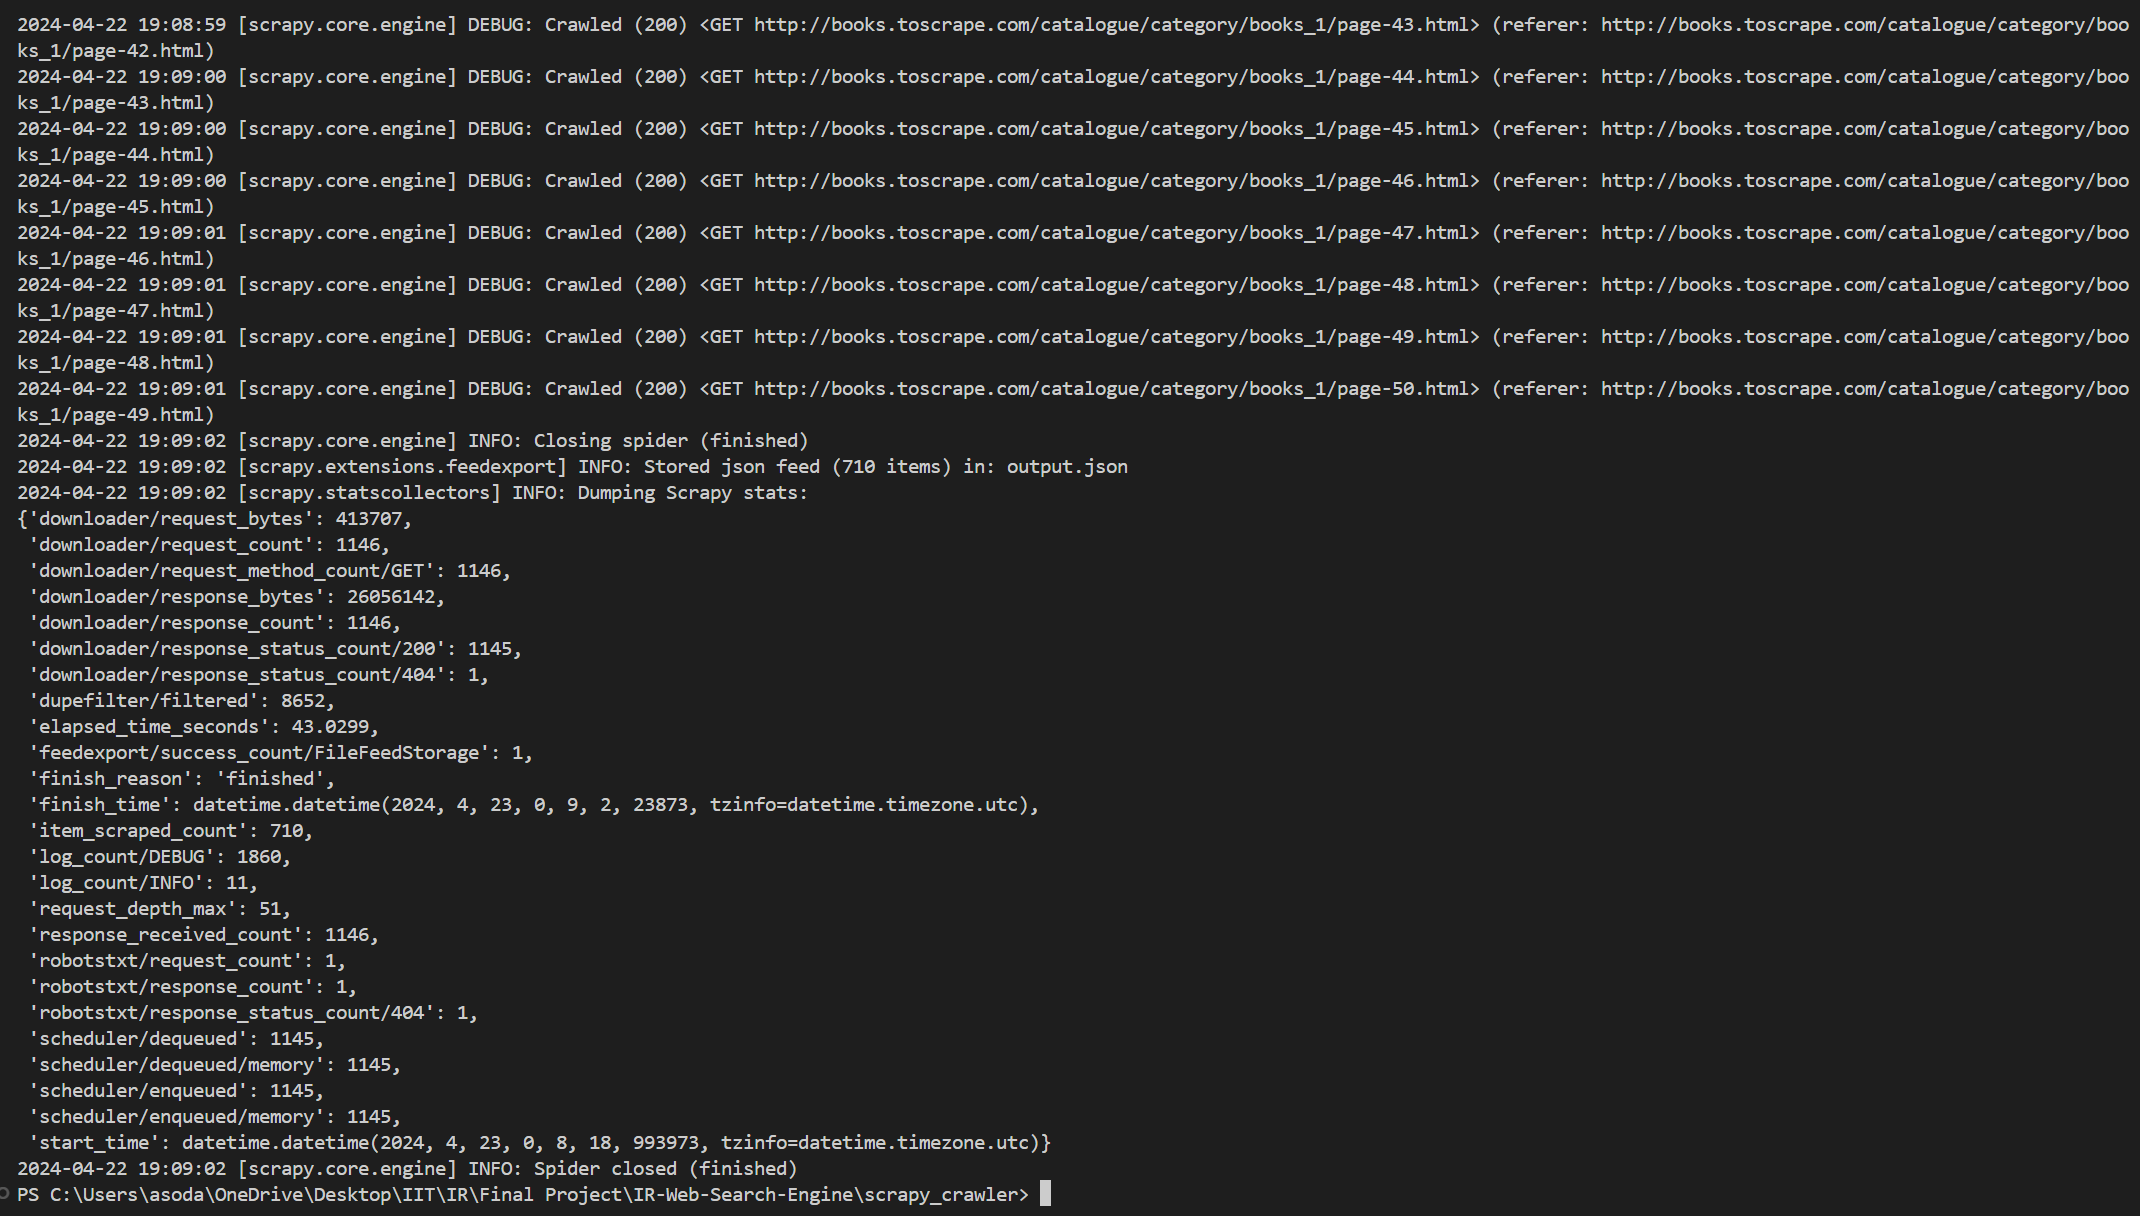 2024-04-22 19:08:59 [scrapy.core.engine] DEBUG: Crawled (200) <GET http://books.toscrape.com/catalogue/category/books_1/page-43.html> (referer: http://books.toscrape.com/catalogue/category/boo
ks_1/page-42.html)
2024-04-22 19:09:00 [scrapy.core.engine] DEBUG: Crawled (200) <GET http://books.toscrape.com/catalogue/category/books_1/page-44.html> (referer: http://books.toscrape.com/catalogue/category/boo
ks_1/page-43.html)
2024-04-22 19:09:00 [scrapy.core.engine] DEBUG: Crawled (200) <GET http://books.toscrape.com/catalogue/category/books_1/page-45.html> (referer: http://books.toscrape.com/catalogue/category/boo
ks_1/page-44.html)
2024-04-22 19:09:00 [scrapy.core.engine] DEBUG: Crawled (200) <GET http://books.toscrape.com/catalogue/category/books_1/page-46.html> (referer: http://books.toscrape.com/catalogue/category/boo
ks_1/page-45.html)
2024-04-22 19:09:01 [scrapy.core.engine] DEBUG: Crawled (200) <GET http://books.toscrape.com/catalogue/category/books_1/page-47.html> (referer: http://books.toscrape.com/catalogue/category/boo
ks_1/page-46.html)
2024-04-22 19:09:01 [scrapy.core.engine] DEBUG: Crawled (200) <GET http://books.toscrape.com/catalogue/category/books_1/page-48.html> (referer: http://books.toscrape.com/catalogue/category/boo
ks_1/page-47.html)
2024-04-22 19:09:01 [scrapy.core.engine] DEBUG: Crawled (200) <GET http://books.toscrape.com/catalogue/category/books_1/page-49.html> (referer: http://books.toscrape.com/catalogue/category/boo
ks_1/page-48.html)
2024-04-22 19:09:01 [scrapy.core.engine] DEBUG: Crawled (200) <GET http://books.toscrape.com/catalogue/category/books_1/page-50.html> (referer: http://books.toscrape.com/catalogue/category/boo
ks_1/page-49.html)
2024-04-22 19:09:02 [scrapy.core.engine] INFO: Closing spider (finished)
2024-04-22 19:09:02 [scrapy.extensions.feedexport] INFO: Stored json feed (710 items) in: output.json
2024-04-22 19:09:02 [scrapy.statscollectors] INFO: Dumping Scrapy stats:
{'downloader/request_bytes': 413707,
 'downloader/request_count': 1146,
 'downloader/request_method_count/GET': 1146,
 'downloader/response_bytes': 26056142,
 'downloader/response_count': 1146,
 'downloader/response_status_count/200': 1145,
 'downloader/response_status_count/404': 1,
 'dupefilter/filtered': 8652,
 'elapsed_time_seconds': 43.0299,
 'feedexport/success_count/FileFeedStorage': 1,
 'finish_reason': 'finished',
 'finish_time': datetime.datetime(2024, 4, 23, 0, 9, 2, 23873, tzinfo=datetime.timezone.utc),
 'item_scraped_count': 710,
 'log_count/DEBUG': 1860,
 'log_count/INFO': 11,
 'request_depth_max': 51,
 'response_received_count': 1146,
 'robotstxt/request_count': 1,
 'robotstxt/response_count': 1,
 'robotstxt/response_status_count/404': 1,
 'scheduler/dequeued': 1145,
 'scheduler/dequeued/memory': 1145,
 'scheduler/enqueued': 1145,
 'scheduler/enqueued/memory': 1145,
 'start_time': datetime.datetime(2024, 4, 23, 0, 8, 18, 993973, tzinfo=datetime.timezone.utc)}
2024-04-22 19:09:02 [scrapy.core.engine] INFO: Spider closed (finished)
PS C:\Users\asoda\OneDrive\Desktop\IIT\IR\Final Project\IR-Web-Search-Engine\scrapy_crawler>